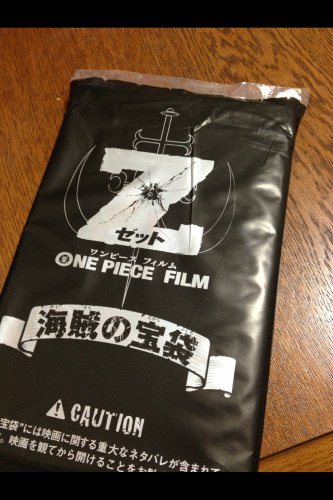 Z
ゼット
ワンピース フィルム
ONE PIECE FILM
海賊の宝袋
CAUTION
宝袋"には映画に関する重大なネタバレが含まれて
。映画を観てから開けることをお